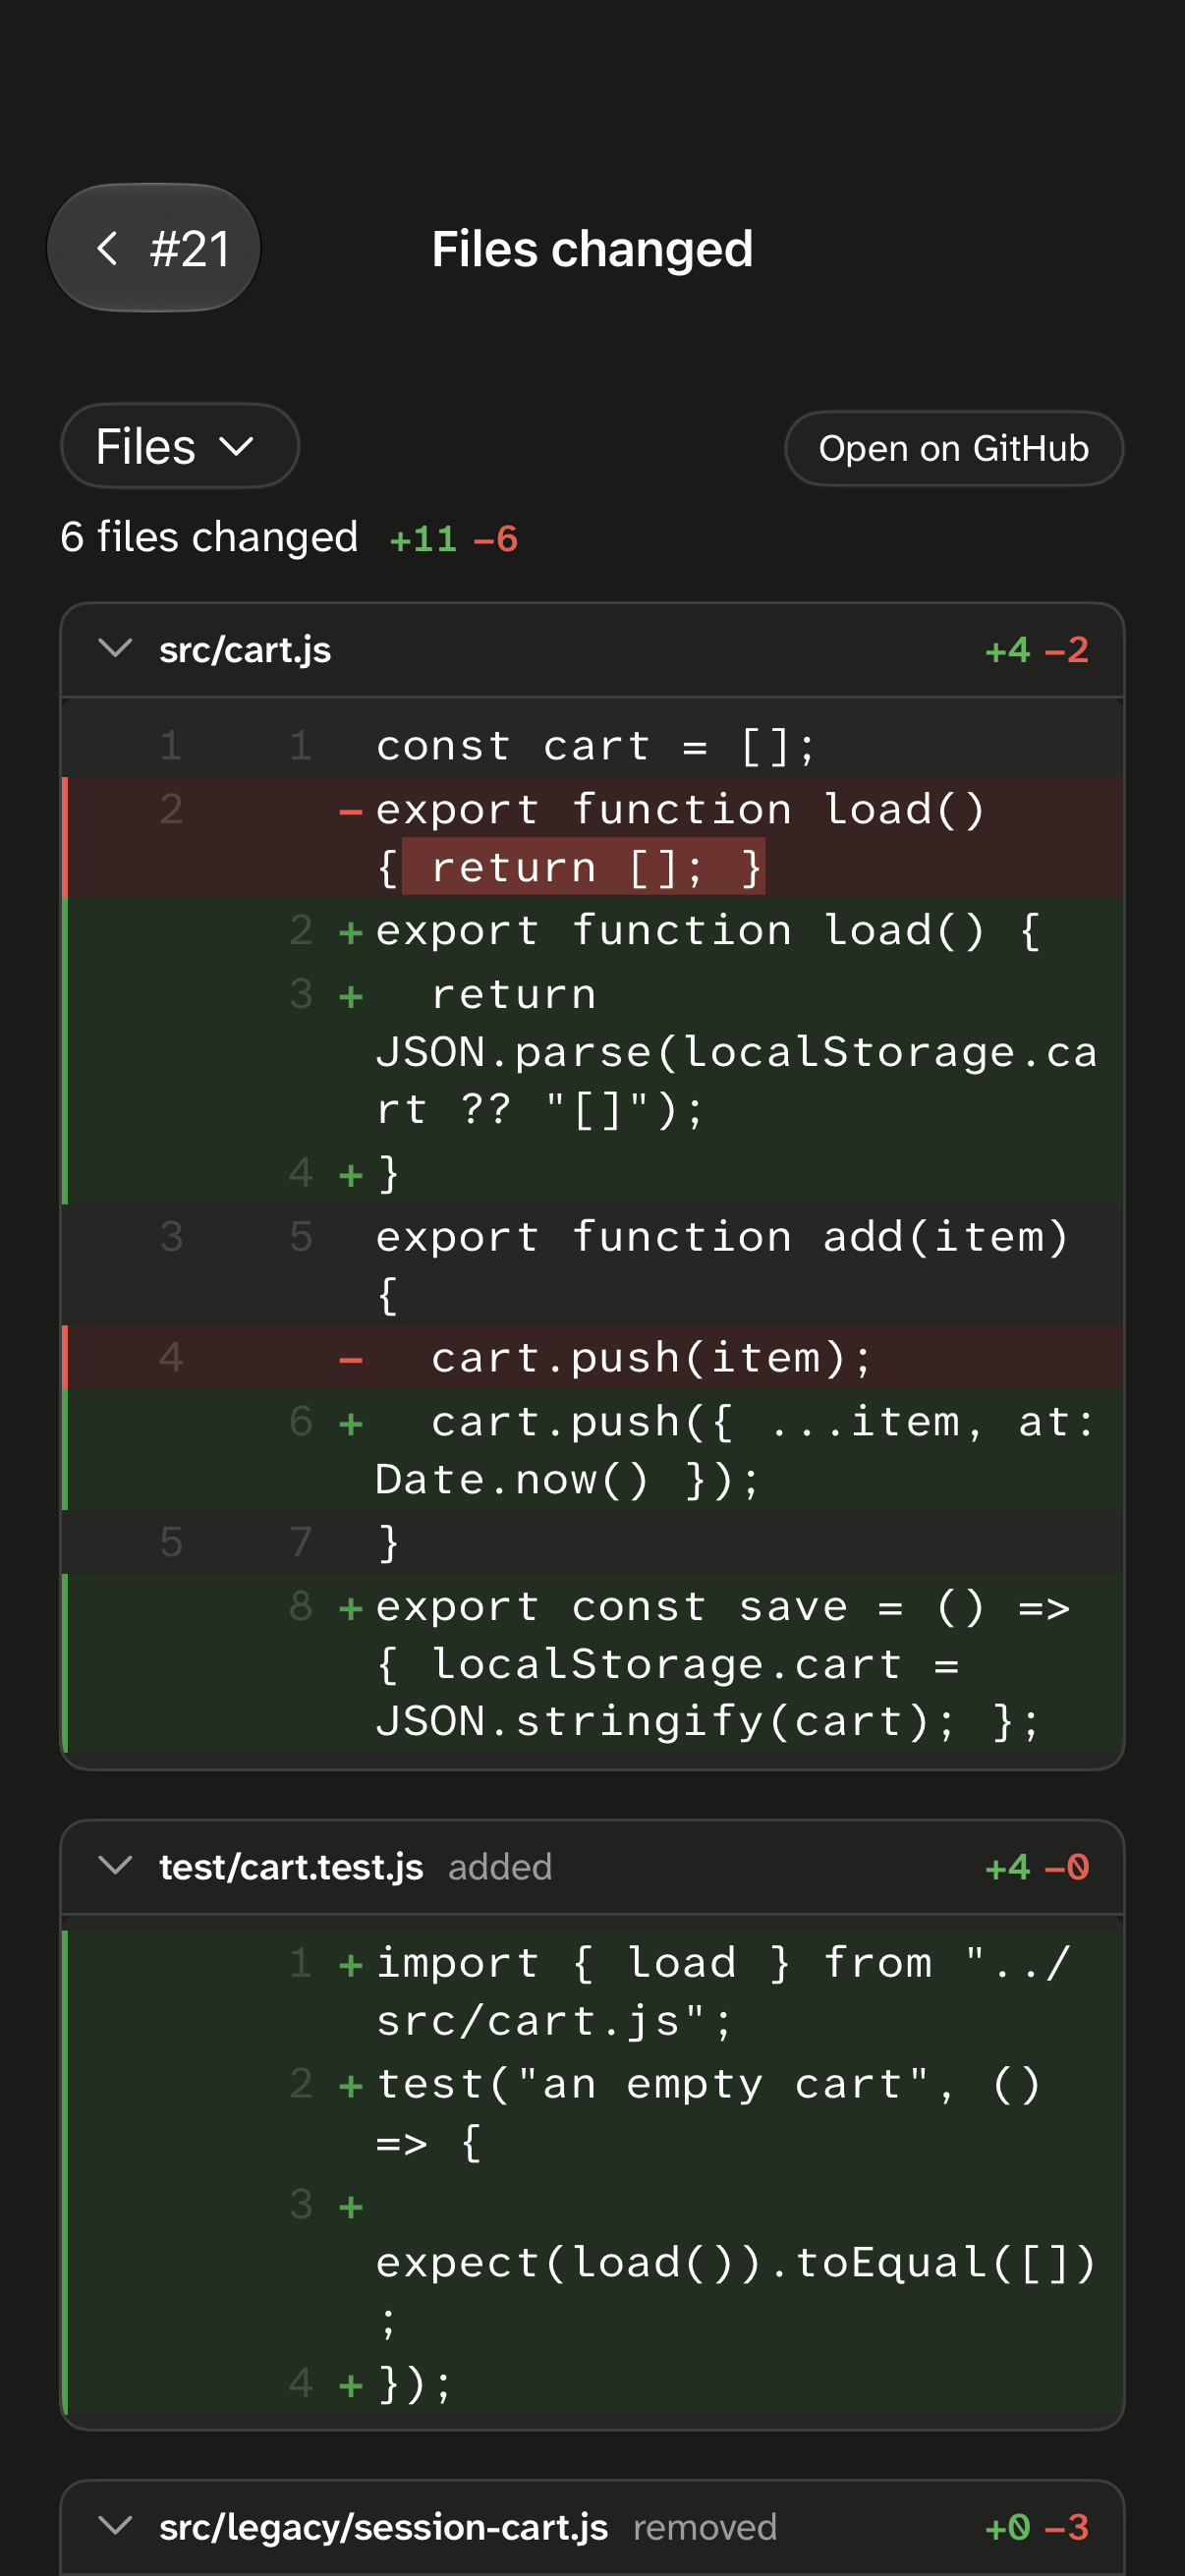 #21
Files changed
Files
Open on GitHub
6 files changed +11 −6
src/cart.js +4 −2
1 1 const cart = [];
2 −export function load()
{ return []; }
2 +export function load() {
3 +  return
JSON.parse(localStorage.ca
rt ?? "[]");
4 +}
3 5 export function add(item)
{
4 −  cart.push(item);
6 +  cart.push({ ...item, at:
Date.now() });
5 7 }
8 +export const save = () =>
{ localStorage.cart =
JSON.stringify(cart); };
test/cart.test.js added +4 −0
1 +import { load } from "../
src/cart.js";
2 +test("an empty cart", ()
=> {
3 +
expect(load()).toEqual([])
;
4 +});
src/legacy/session-cart.js removed +0 −3